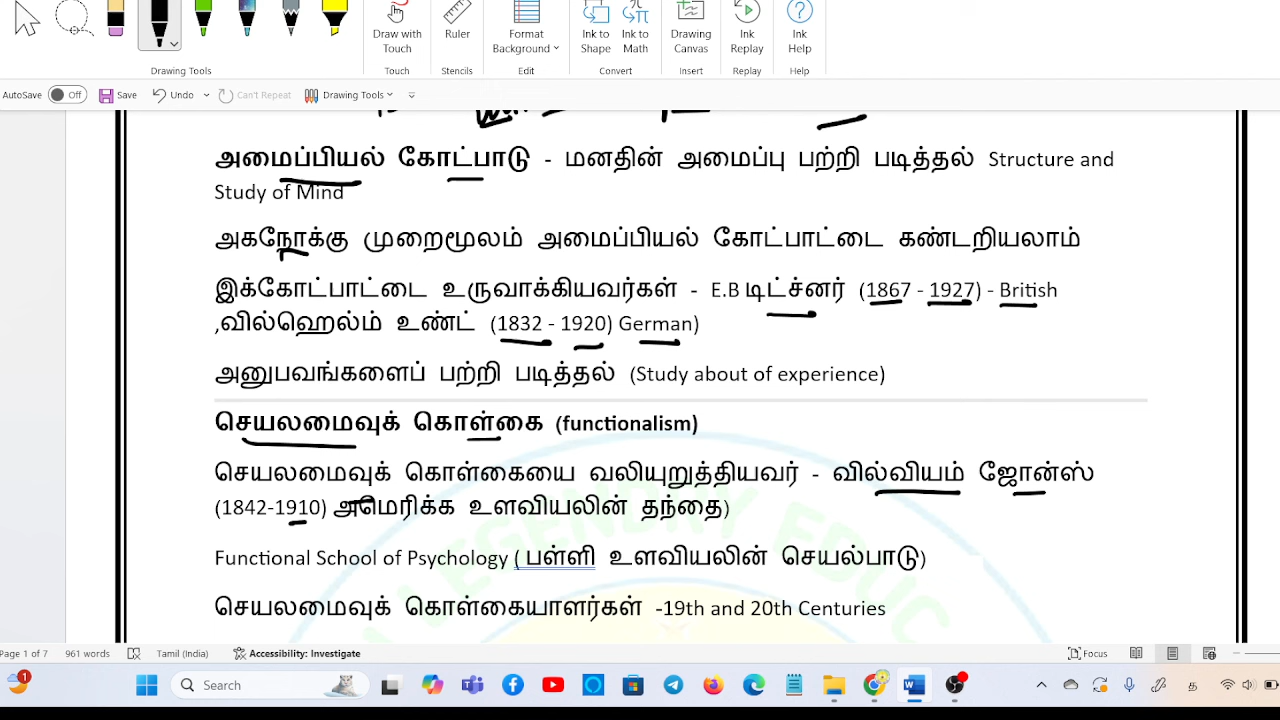 Draw with Touch
Ruler
Format Background
Ink to Shape
Ink to Math
Drawing Canvas
Ink Replay
Ink Help
Drawing Tools
Touch
Stencils
Edit
Convert
Insert
Replay
Help
AutoSave Off Save Undo Can't Repeat Drawing Tools
அமைப்பியல் கோட்பாடு - மனதின் அமைப்பு பற்றி படித்தல் Structure and
Study of Mind
அகநோக்கு முறைமூலம் அமைப்பியல் கோட்பாட்டை கண்டறியலாம்
இக்கோட்பாட்டை உருவாக்கியவர்கள் - E.B டிட்ச்னர் (1867 - 1927) - British
,வில்ஹெல்ம் உண்ட் (1832 - 1920) German)
அனுபவங்களைப் பற்றி படித்தல் (Study about of experience)
செயலமைவுக் கொள்கை (functionalism)
செயலமைவுக் கொள்கையை வலியுறுத்தியவர் - வில்வியம் ஜோன்ஸ்
(1842-1910) அமெரிக்க உளவியலின் தந்தை)
Functional School of Psychology ( பள்ளி உளவியலின் செயல்பாடு)
செயலமைவுக் கொள்கையாளர்கள் -19th and 20th Centuries
Page 1 of 7 961 words Tamil (India) Accessibility: Investigate Focus
1 Search